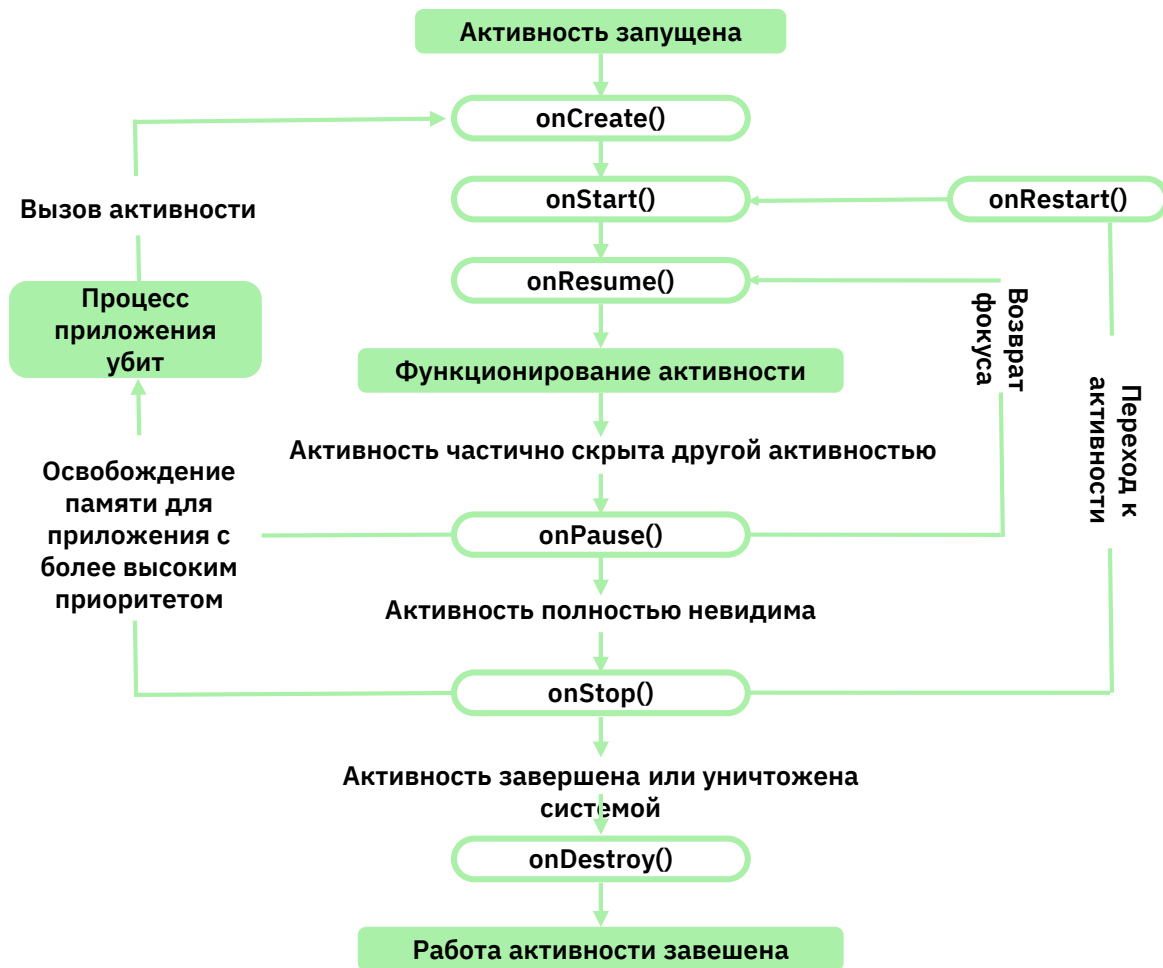 Активность запущена
onCreate()
onStart()
onRestart()
Вызов активности
onResume()
Процесс
приложения
убит
Возврат
фокуса
Функционирование активности
Переход к
активности
Активность частично скрыта другой активностью
Освобождение
памяти для
приложения с
более высоким
приоритетом
onPause()
Активность полностью невидима
onStop()
Активность завершена или уничтожена
системой
onDestroy()
Работа активности завешена